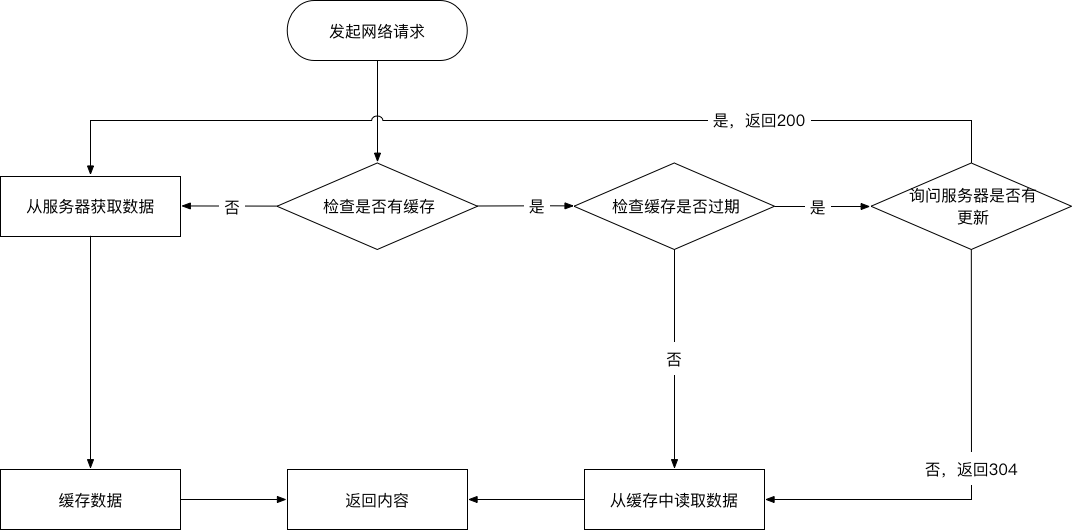 发起网络请求
是，返回200
从服务器获取数据
否
检查是否有缓存
是
检查缓存是否过期
是
询问服务器是否有
更新
否
否，返回304
缓存数据
返回内容
从缓存中读取数据